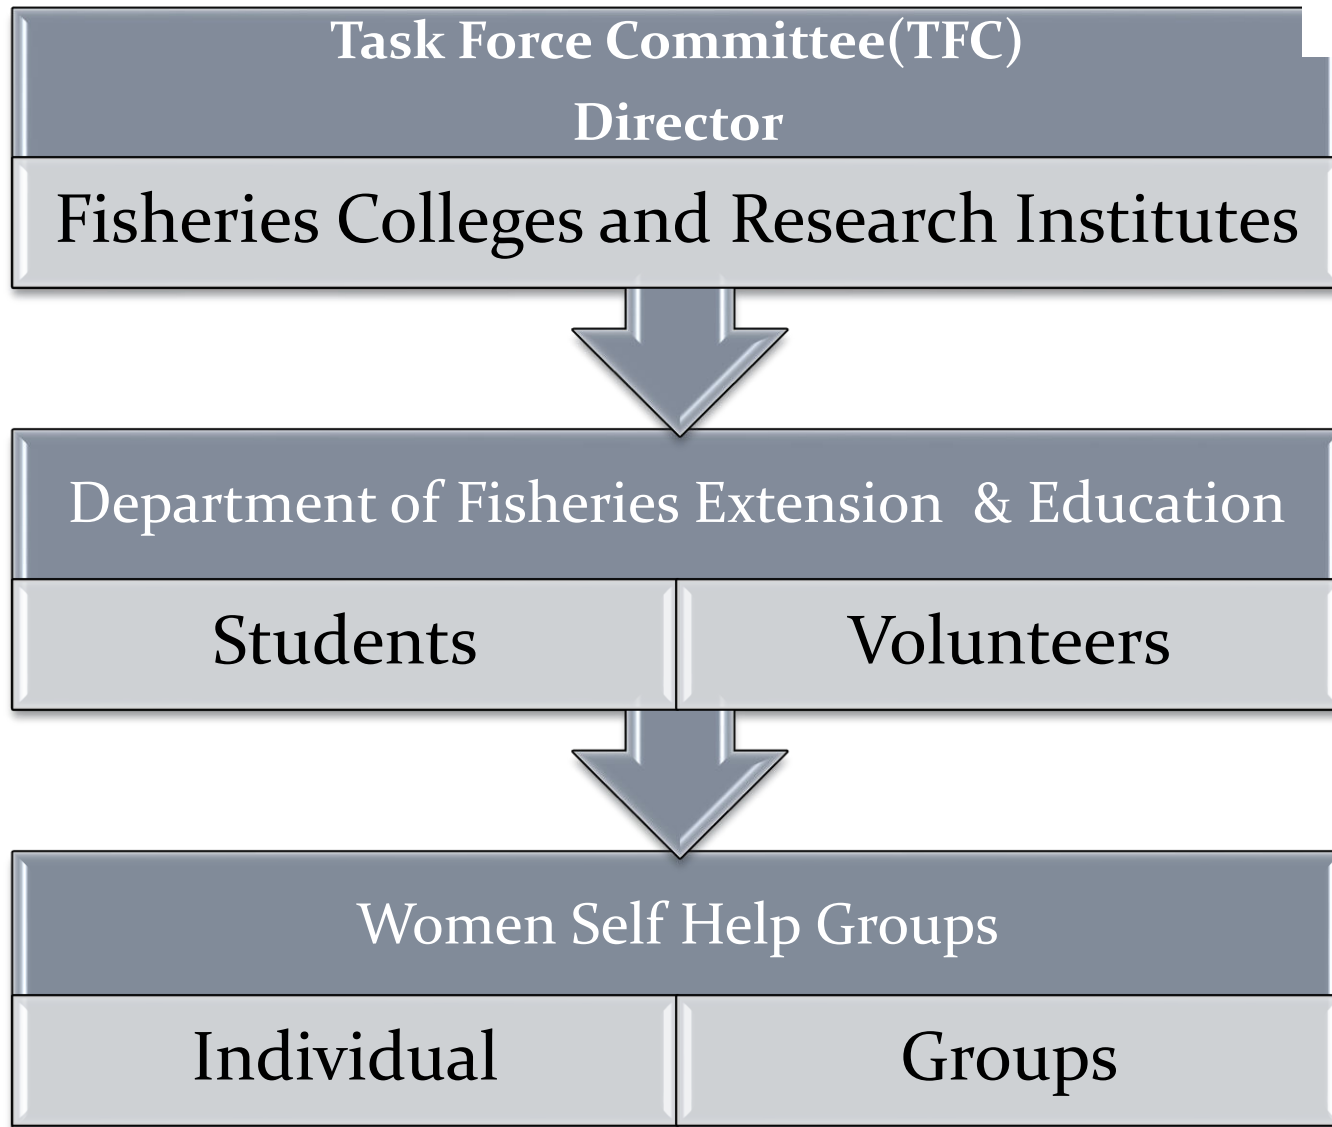 Task Force Committee(TFC)
Director
Fisheries Colleges and Research Institutes
Department of Fisheries Extension  & Education
Students
Volunteers
Women Self Help Groups
Individual
Groups